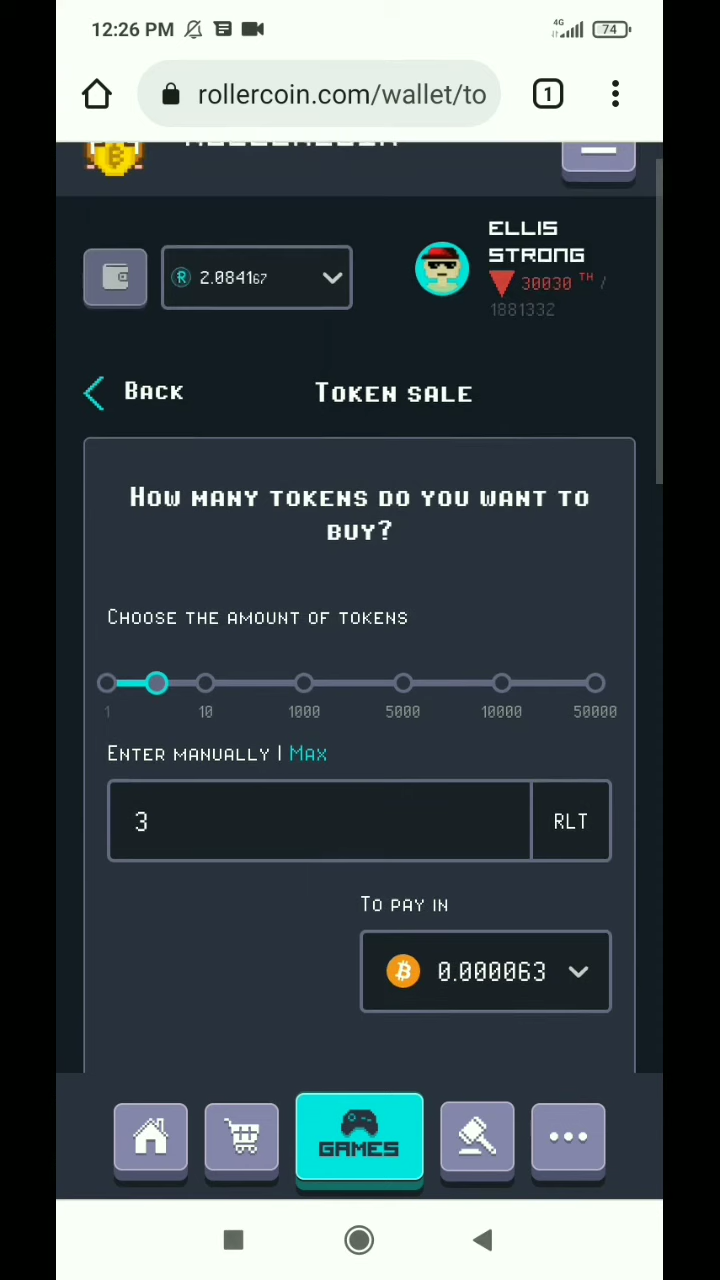 12:26 PM 4G 74
rollercoin.com/wallet/to 1
R 2.084167
ELLIS
STRONG
30030 TH /
1881332
Back
Token sale
How many tokens do you want to
buy?
Choose the amount of tokens
1 10 1000 5000 10000 50000
Enter manually | Max
3 RLT
To pay in
0.000063
GAMES